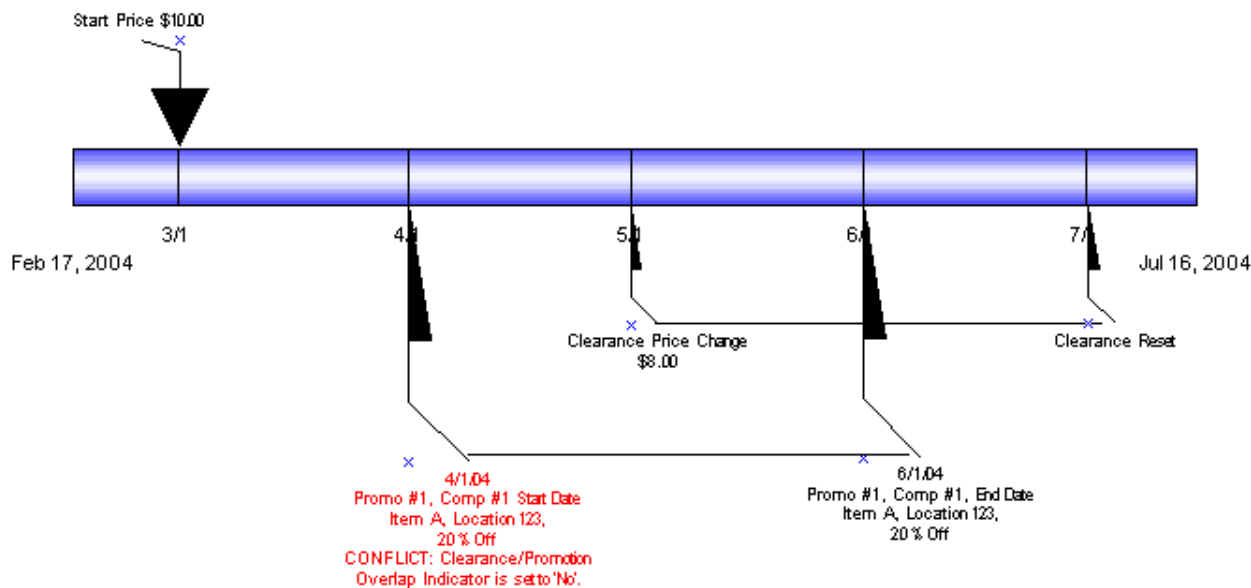 Start Price $10.00
3/1
4/1
5/1
6/1
7/1
Feb 17, 2004
Jul 16, 2004
Clearance Price Change
$8.00
Clearance Reset
4/1/04
Promo #1, Comp #1 Start Date
Item A, Location 123,
20% Off
CONFLICT: Clearance/Promotion
Overlap Indicator is set to 'No'.
6/1/04
Promo #1, Comp #1, End Date
Item A, Location 123,
20% Off